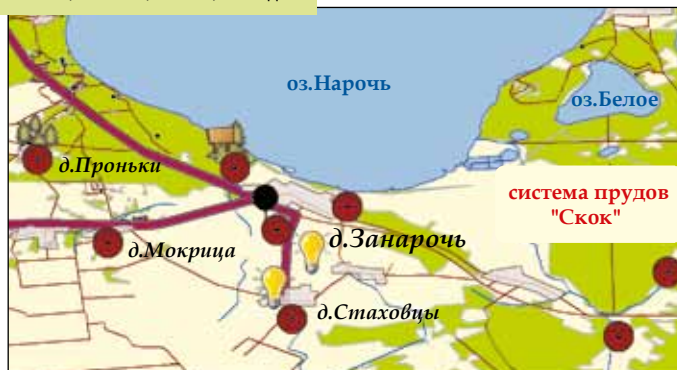 оз.Нарочь
оз.Белое
д.Проньки
система прудов
"Скок"
д.Мокрица
д.Занарочь
д.Стаховцы